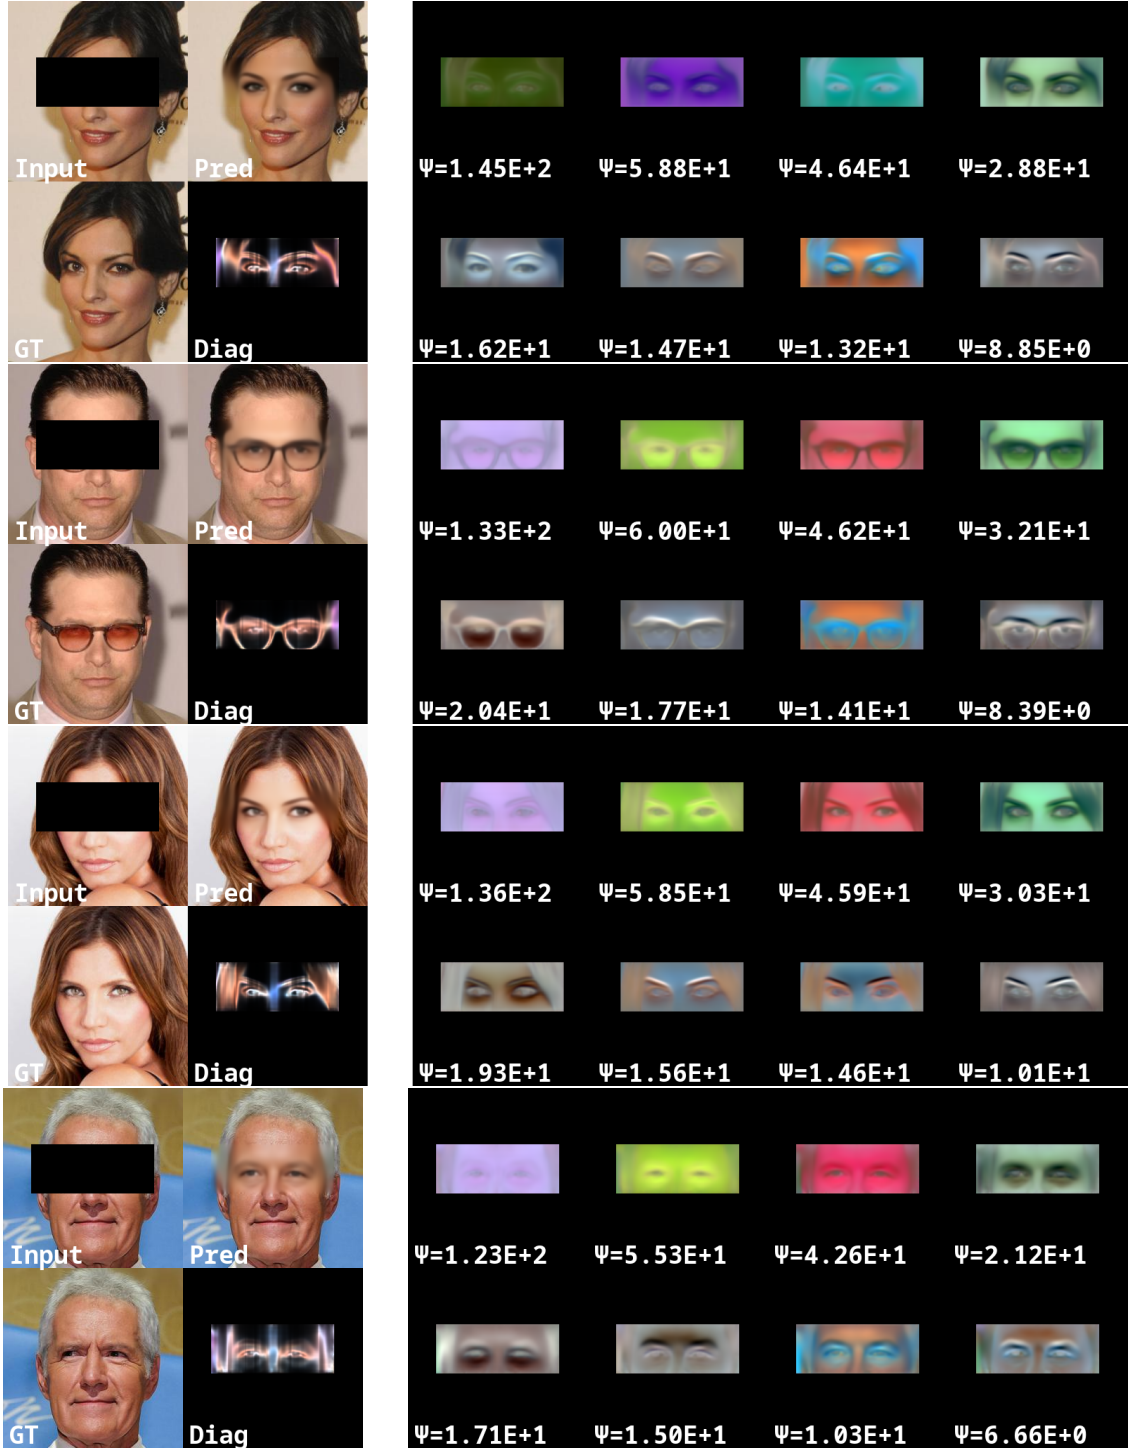 Input Pred Ψ=1.45E+2 Ψ=5.88E+1 Ψ=4.64E+1 Ψ=2.88E+1
GT Diag Ψ=1.62E+1 Ψ=1.47E+1 Ψ=1.32E+1 Ψ=8.85E+0
Input Pred Ψ=1.33E+2 Ψ=6.00E+1 Ψ=4.62E+1 Ψ=3.21E+1
GT Diag Ψ=2.04E+1 Ψ=1.77E+1 Ψ=1.41E+1 Ψ=8.39E+0
Input Pred Ψ=1.36E+2 Ψ=5.85E+1 Ψ=4.59E+1 Ψ=3.03E+1
GT Diag Ψ=1.93E+1 Ψ=1.56E+1 Ψ=1.46E+1 Ψ=1.01E+1
Input Pred Ψ=1.23E+2 Ψ=5.53E+1 Ψ=4.26E+1 Ψ=2.12E+1
GT Diag Ψ=1.71E+1 Ψ=1.50E+1 Ψ=1.03E+1 Ψ=6.66E+0